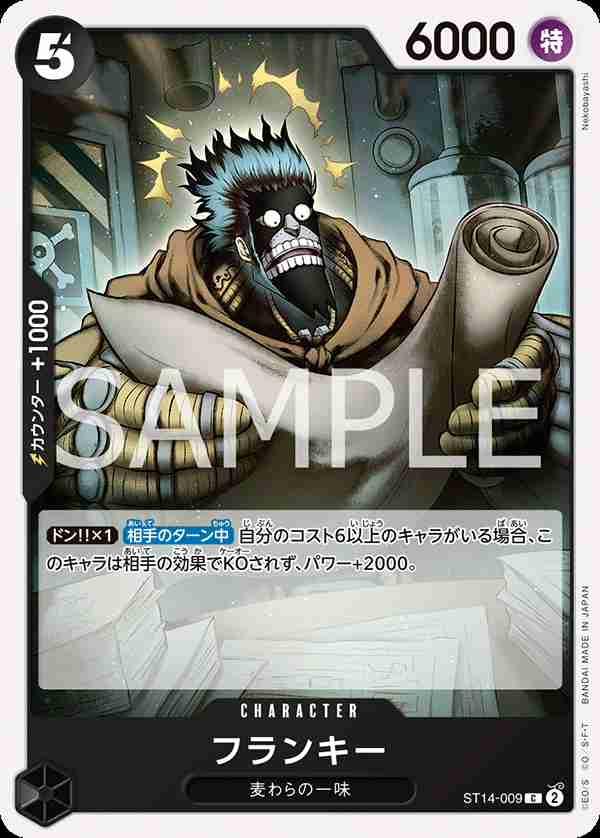 5
6000 特
Nekobayashi
カウンター +1000
SAMPLE
ドン!!×1 相手のターン中 自分のコスト6以上のキャラがいる場合、こ
のキャラは相手の効果でKOされず、パワー+2000。
CHARACTER
フランキー
麦わらの一味
ST14-009 C 2
©E.O/S ©O/S・F・T BANDAI MADE IN JAPAN